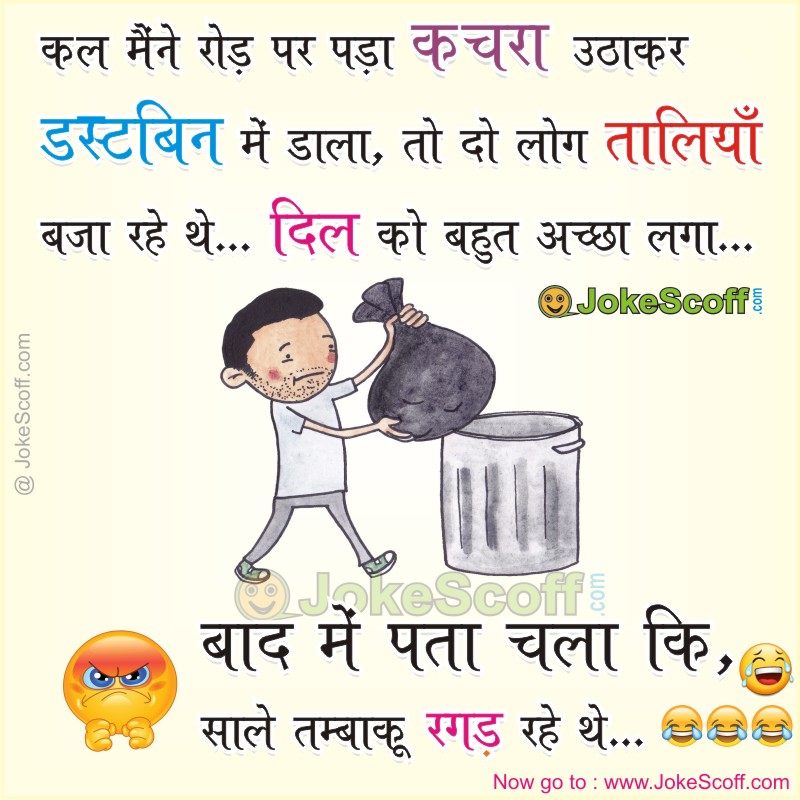 कल मैंने रोड़ पर पड़ा कचरा उठाकर
डस्टबिन में डाला, तो दो लोग तालियाँ
बजा रहे थे... दिल को बहुत अच्छा लगा...
JokeScoff.com
@ JokeScoff.com
JokeScoff.com
बाद में पता चला कि,
साले तम्बाकू रगड़ रहे थे...
Now go to : www.JokeScoff.com